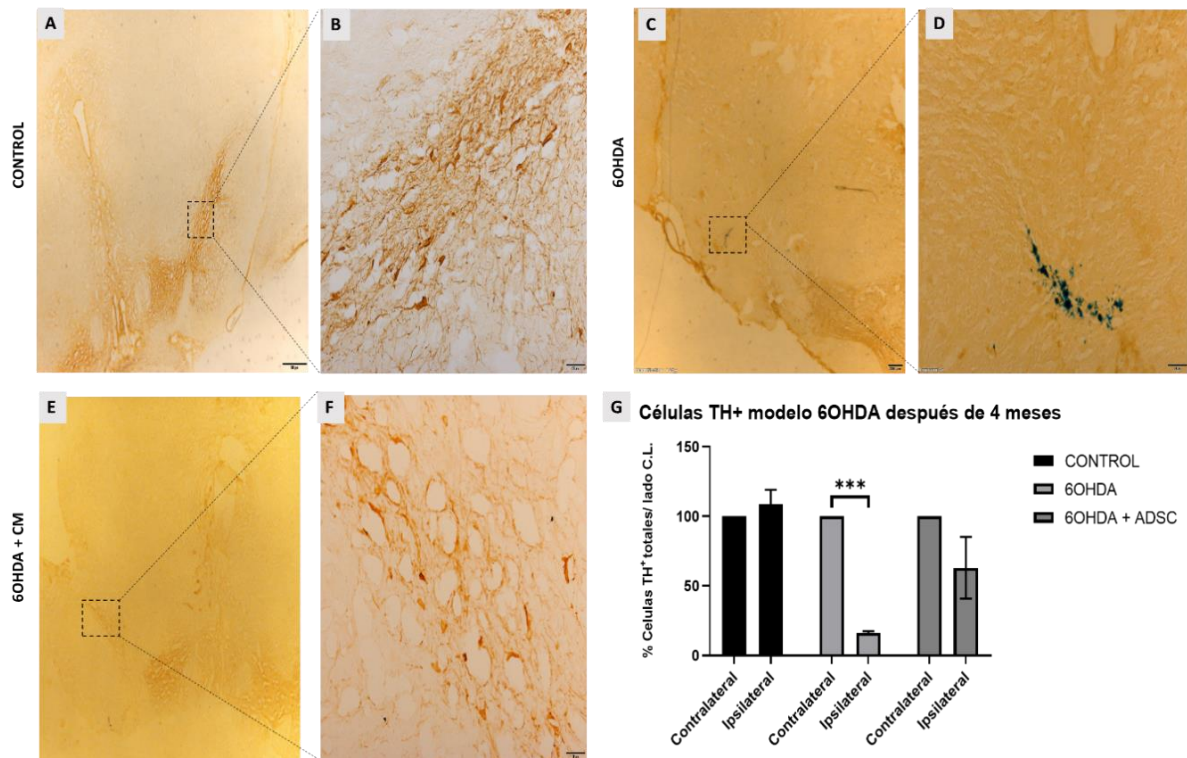 A
B
C
D
CONTROL
6OHDA
E
F
6OHDA + CM
G Células TH+ modelo 6OHDA después de 4 meses
% Celulas TH⁺ totales/ lado C.L.
150
100
50
0
***
Contralateral
Ipsilateral
Contralateral
Ipsilateral
Contralateral
Ipsilateral
CONTROL
6OHDA
6OHDA + ADSC